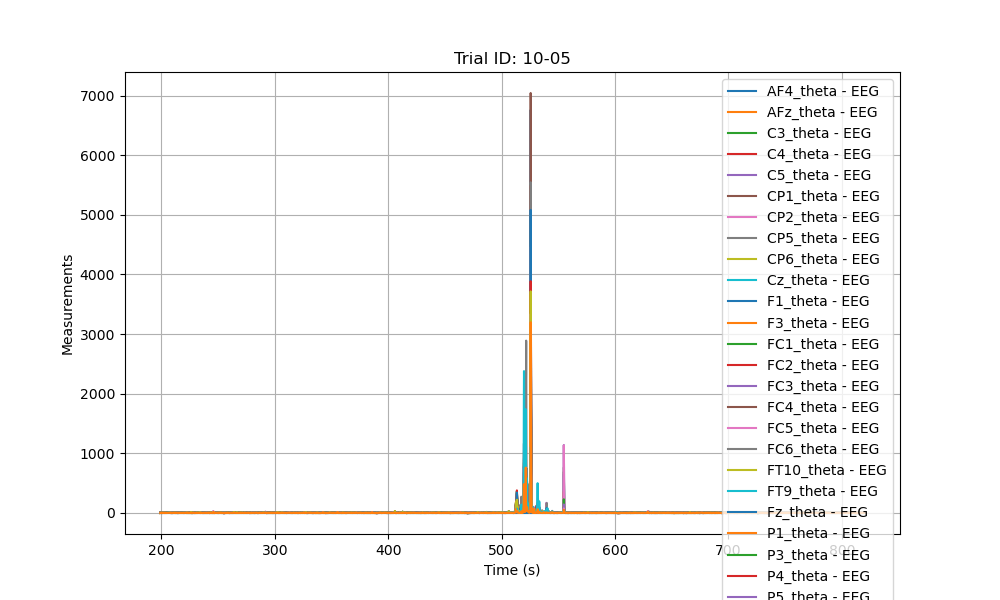 Trial ID: 10-05
Measurements
7000
6000
5000
4000
3000
2000
1000
0
200
300
400
500
600
700
800
Time (s)
AF4_theta - EEG
AFz_theta - EEG
C3_theta - EEG
C4_theta - EEG
C5_theta - EEG
CP1_theta - EEG
CP2_theta - EEG
CP5_theta - EEG
CP6_theta - EEG
Cz_theta - EEG
F1_theta - EEG
F3_theta - EEG
FC1_theta - EEG
FC2_theta - EEG
FC3_theta - EEG
FC4_theta - EEG
FC5_theta - EEG
FC6_theta - EEG
FT10_theta - EEG
FT9_theta - EEG
Fz_theta - EEG
P1_theta - EEG
P3_theta - EEG
P4_theta - EEG
P5_theta - EEG